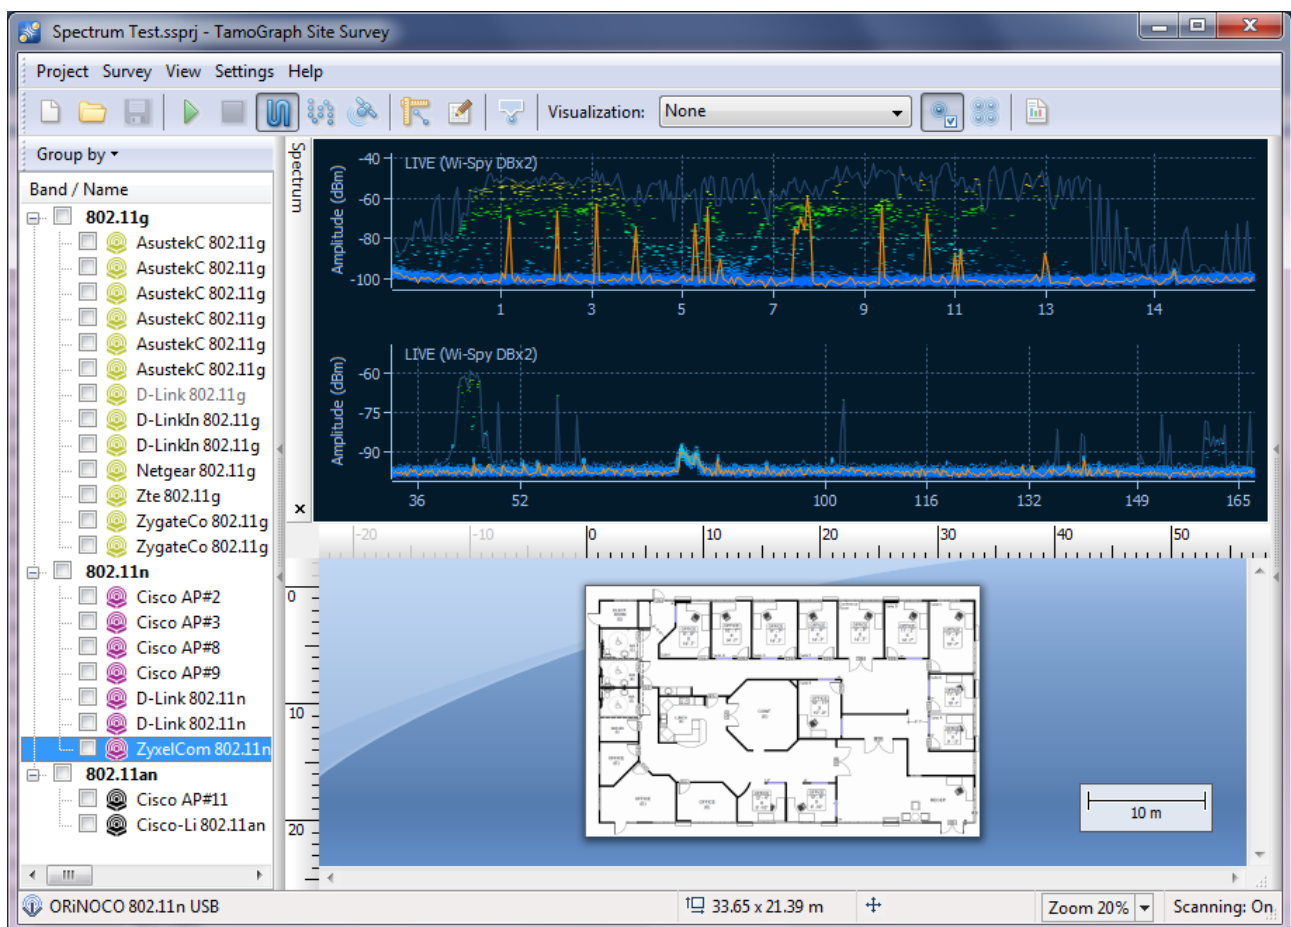 Spectrum Test.ssprj - TamoGraph Site Survey
Project Survey View Settings Help
Visualization: None
Group by
Band / Name
802.11g
AsustekC 802.11g
AsustekC 802.11g
AsustekC 802.11g
AsustekC 802.11g
AsustekC 802.11g
AsustekC 802.11g
D-Link 802.11g
D-LinkIn 802.11g
D-LinkIn 802.11g
Netgear 802.11g
Zte 802.11g
ZygateCo 802.11g
ZygateCo 802.11g
802.11n
Cisco AP#2
Cisco AP#3
Cisco AP#8
Cisco AP#9
D-Link 802.11n
D-Link 802.11n
ZyxelCom 802.11n
802.11an
Cisco AP#11
Cisco-Li 802.11an
Spectrum
Amplitude (dBm)
LIVE (Wi-Spy DBx2)
-40
-60
-80
-100
1 3 5 7 9 11 13 14
Amplitude (dBm)
LIVE (Wi-Spy DBx2)
-60
-75
-90
36 52 100 116 132 149 165
-20 -10 0 10 20 30 40 50
0
10
20
10 m
ORiNOCO 802.11n USB
33.65 x 21.39 m
Zoom 20%
Scanning: On